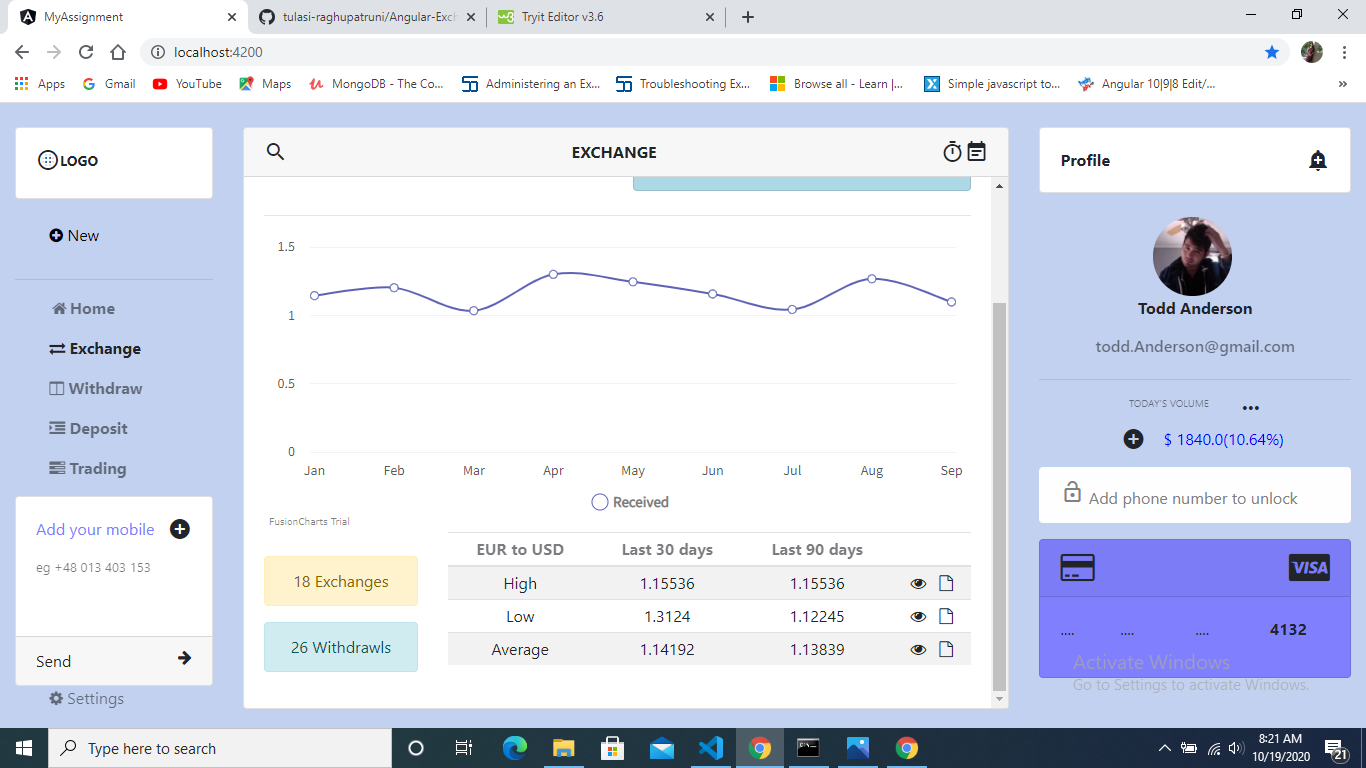 MyAssignment
tulasi-raghupatruni/Angular-Exch
Tryit Editor v3.6
localhost:4200
Apps
Gmail
YouTube
Maps
MongoDB - The Co...
Administering an Ex...
Troubleshooting Ex...
Browse all - Learn |...
Simple javascript to...
Angular 10|9|8 Edit/...
»
LOGO
New
Home
Exchange
Withdraw
Deposit
Trading
Add your mobile
eg +48 013 403 153
Send
Settings
EXCHANGE
1.5
1
0.5
0
Jan Feb Mar Apr May Jun Jul Aug Sep
Received
FusionCharts Trial
18 Exchanges
26 Withdrawls
EUR to USD Last 30 days Last 90 days
High 1.15536 1.15536
Low 1.3124 1.12245
Average 1.14192 1.13839
Profile
Todd Anderson
todd.Anderson@gmail.com
TODAY'S VOLUME
$ 1840.0(10.64%)
Add phone number to unlock
VISA
.... .... .... 4132
Activate Windows
Go to Settings to activate Windows.
Type here to search
8:21 AM
10/19/2020
21